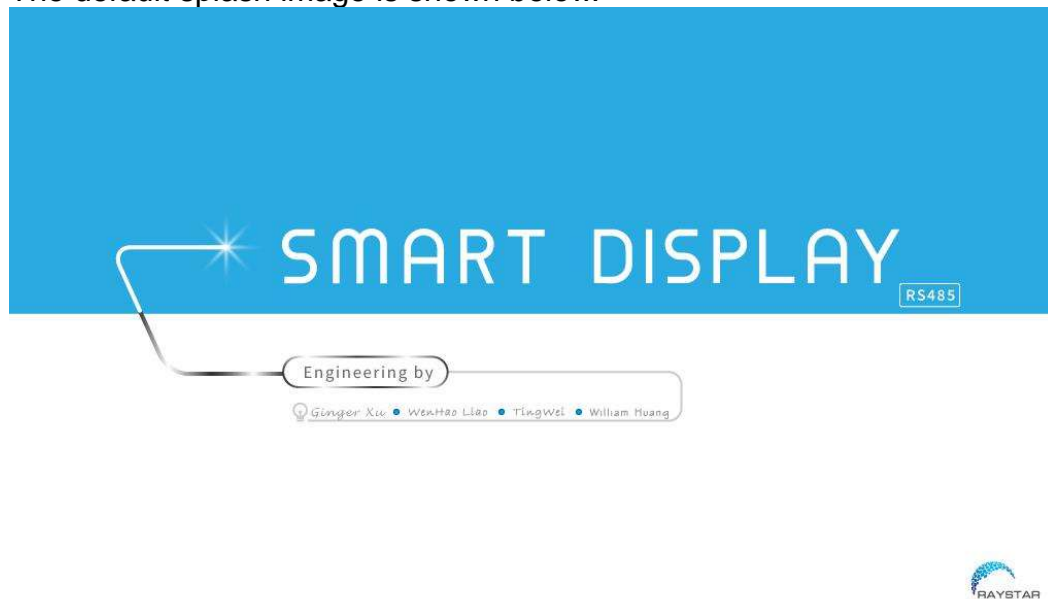 The default splash image is shown below.
SMART DISPLAY
RS485
Engineering by
Ginger Xu • WenHao Liao • TingWei • William Huang
RAYSTAR